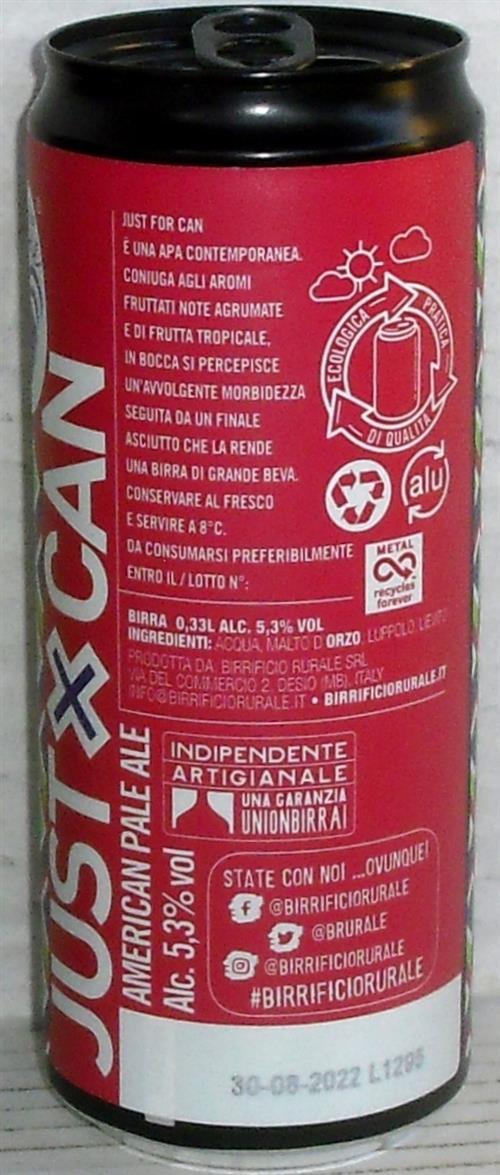 JUST X CAN
AMERICAN PALE ALE
Alc. 5,3% vol
JUST FOR CAN
È UNA APA CONTEMPORANEA.
CONIUGA AGLI AROMI
FRUTTATI NOTE AGRUMATE
E DI FRUTTA TROPICALE,
IN BOCCA SI PERCEPISCE
UN'AVVOLGENTE MORBIDEZZA
SEGUITA DA UN FINALE
ASCIUTTO CHE LA RENDE
UNA BIRRA DI GRANDE BEVA.
CONSERVARE AL FRESCO
E SERVIRE A 8°C.
DA CONSUMARSI PREFERIBILMENTE
ENTRO IL / LOTTO N°:
ECOLOGICA
PRATICA
DI QUALITÀ
alu
METAL
recycles
forever
BIRRA 0,33L ALC. 5,3% VOL
INGREDIENTI: ACQUA, MALTO D'ORZO, LUPPOLO, LIEVITO
PRODOTTA DA: BIRRIFICIO RURALE SRL
VIA DEL COMMERCIO 2, DESIO (MB), ITALY
INFO@BIRRIFICIORURALE.IT • BIRRIFICIORURALE.IT
INDIPENDENTE
ARTIGIANALE
UNA GARANZIA
UNIONBIRRAI
STATE CON NOI ...OVUNQUE!
f @BIRRIFICIORURALE
@BRURALE
@BIRRIFICIORURALE
#BIRRIFICIORURALE
30-08-2022 L1295